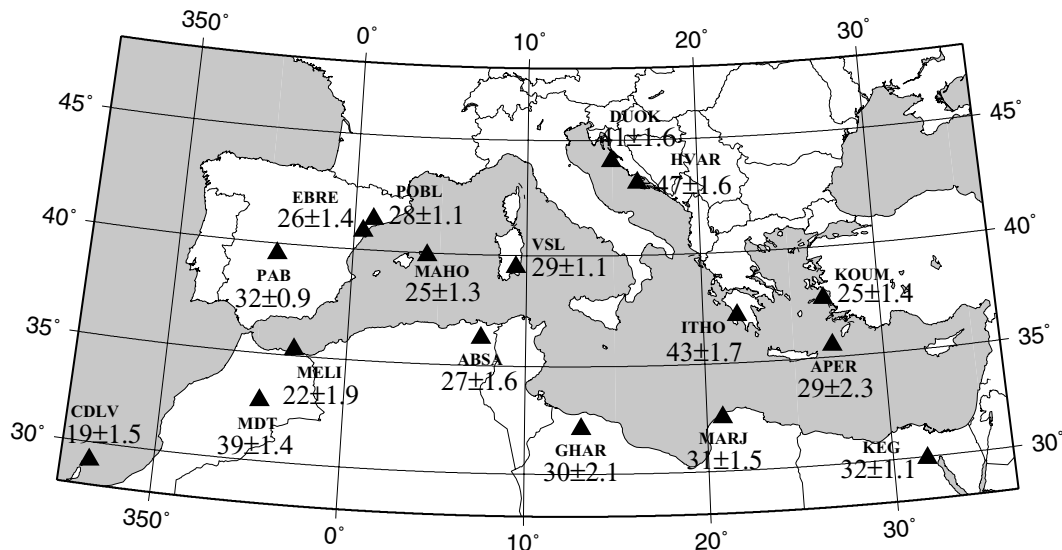 350˚ 0˚ 10˚ 20˚ 30˚
45˚ 45˚
DUOK
41±1.6
HVAR
47±1.6
POBL
28±1.1
EBRE
26±1.4
40˚ 40˚
VSL
29±1.1
PAB
32±0.9
MAHO
25±1.3
KOUM
25±1.4
35˚ 35˚
ITHO
43±1.7
ABSA
27±1.6
APER
29±2.3
MELI
22±1.9
CDLV
19±1.5
MDT
39±1.4
GHAR
30±2.1
MARJ
31±1.5
KEG
32±1.1
30˚ 30˚
350˚ 0˚ 10˚ 20˚ 30˚